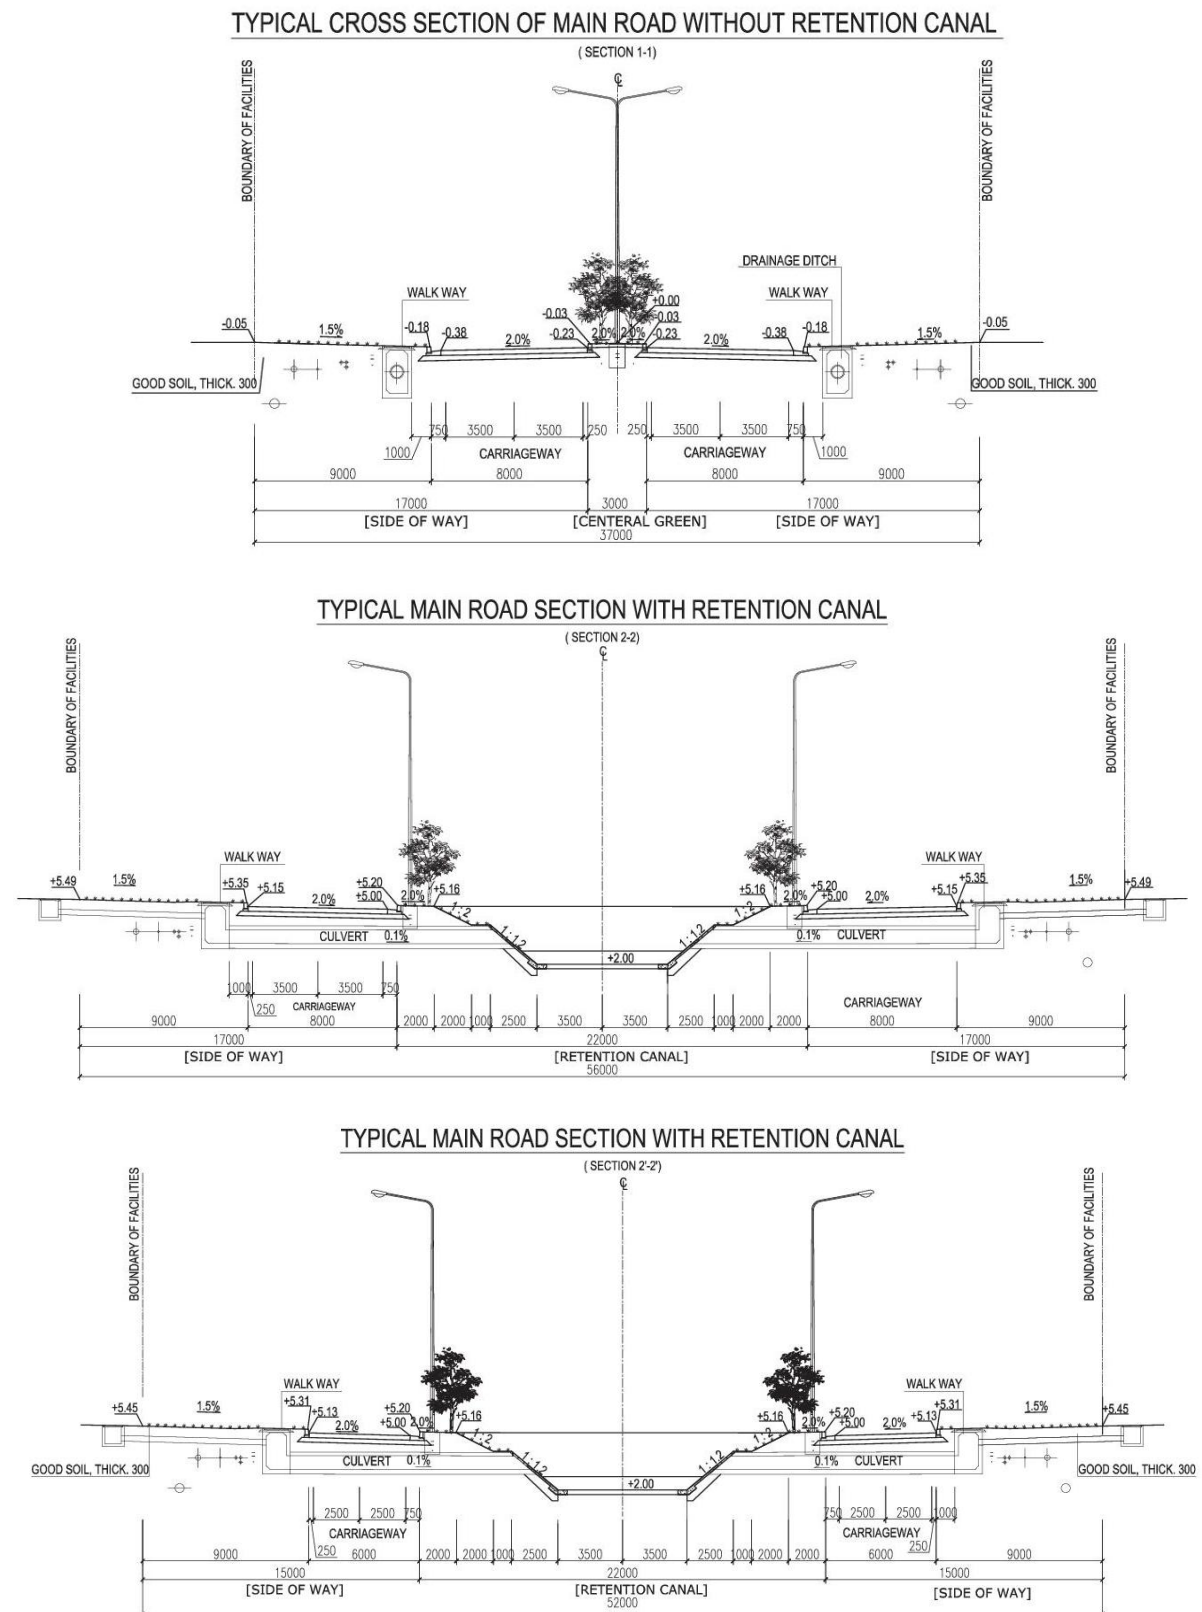 TYPICAL CROSS SECTION OF MAIN ROAD WITHOUT RETENTION CANAL
( SECTION 1-1)
BOUNDARY OF FACILITIES
BOUNDARY OF FACILITIES
DRAINAGE DITCH
WALK WAY
WALK WAY
+0.00
-0.05 1.5% -0.18 -0.38 2.0% -0.03 -0.23 2.0% 2.0% -0.03 -0.23 2.0% -0.38 -0.18 1.5% -0.05
GOOD SOIL, THICK. 300
GOOD SOIL, THICK. 300
750 3500 3500 250 250 3500 3500 750
1000 CARRIAGEWAY CARRIAGEWAY 1000
9000 8000 8000 9000
17000 3000 17000
[SIDE OF WAY] [CENTRAL GREEN] [SIDE OF WAY]
37000
TYPICAL MAIN ROAD SECTION WITH RETENTION CANAL
( SECTION 2-2)
BOUNDARY OF FACILITIES
BOUNDARY OF FACILITIES
WALK WAY WALK WAY
+5.49 1.5% +5.35 +5.15 2.0% +5.20 +5.00 2.0% +5.16 +5.16 2.0% +5.20 +5.00 2.0% +5.15 +5.35 1.5% +5.49
1:2 1:2
CULVERT 0.1% 1:1.2 1:1.2 0.1% CULVERT
+2.00
1000 3500 3500 750
250 CARRIAGEWAY CARRIAGEWAY
9000 8000 2000 2000 1000 2500 3500 3500 2500 1000 2000 2000 8000 9000
17000 22000 17000
[SIDE OF WAY] [RETENTION CANAL] [SIDE OF WAY]
56000
TYPICAL MAIN ROAD SECTION WITH RETENTION CANAL
( SECTION 2'-2')
BOUNDARY OF FACILITIES
BOUNDARY OF FACILITIES
WALK WAY WALK WAY
+5.45 1.5% +5.31 +5.13 2.0% +5.20 +5.00 2.0% +5.16 +5.16 2.0% +5.20 +5.00 2.0% +5.13 +5.31 1.5% +5.45
1:2 1:2
CULVERT 0.1% 1:1.2 1:1.2 0.1% CULVERT
GOOD SOIL, THICK. 300 +2.00 GOOD SOIL, THICK. 300
2500 2500 750 750 2500 2500 1000
CARRIAGEWAY CARRIAGEWAY
250 250
9000 6000 2000 2000 1000 2500 3500 3500 2500 1000 2000 2000 6000 9000
15000 22000 15000
[SIDE OF WAY] [RETENTION CANAL] [SIDE OF WAY]
52000